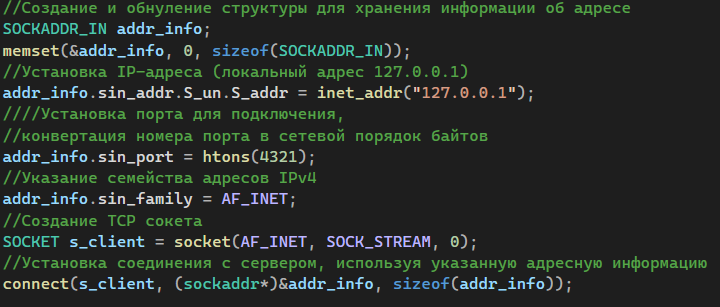 //Создание и обнуление структуры для хранения информации об адресе
SOCKADDR_IN addr_info;
memset(&addr_info, 0, sizeof(SOCKADDR_IN));
//Установка IP-адреса (локальный адрес 127.0.0.1)
addr_info.sin_addr.S_un.S_addr = inet_addr("127.0.0.1");
////Установка порта для подключения,
//конвертация номера порта в сетевой порядок байтов
addr_info.sin_port = htons(4321);
//Указание семейства адресов IPv4
addr_info.sin_family = AF_INET;
//Создание TCP сокета
SOCKET s_client = socket(AF_INET, SOCK_STREAM, 0);
//Установка соединения с сервером, используя указанную адресную информацию
connect(s_client, (sockaddr*)&addr_info, sizeof(addr_info));